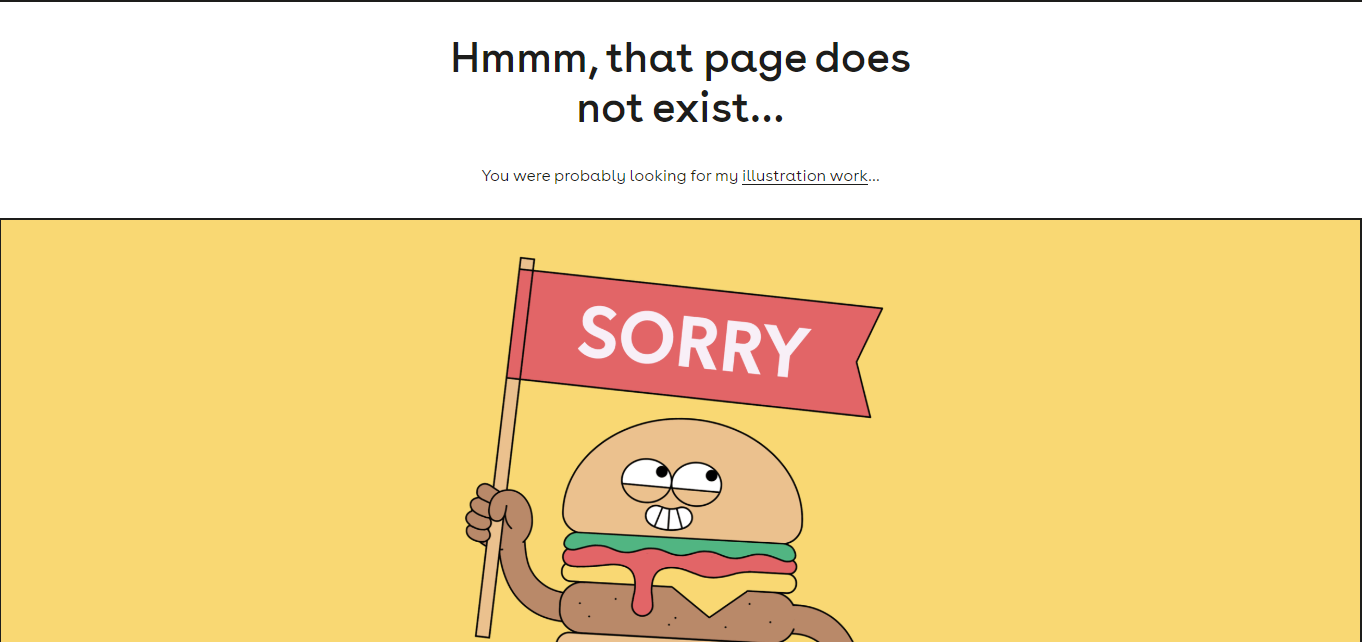 Hmmm, that page does
not exist...
You were probably looking for my illustration work...
SORRY